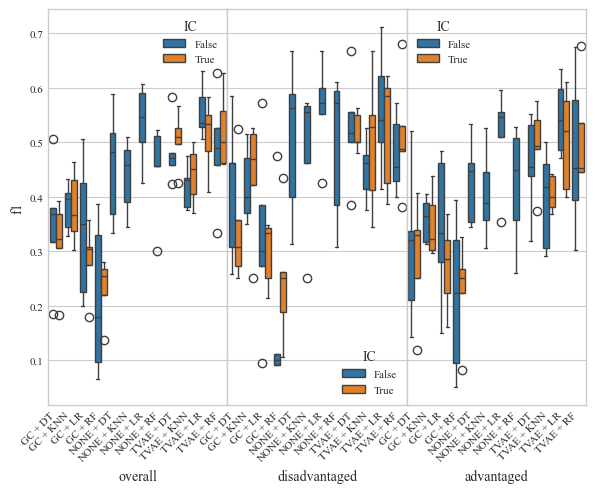 f1
0.7
0.6
0.5
0.4
0.3
0.2
0.1
IC
False
True
IC
False
True
IC
False
True
GC + DT
GC + KNN
GC + LR
GC + RF
NONE + DT
NONE + KNN
NONE + LR
NONE + RF
TVAE + DT
TVAE + KNN
TVAE + LR
TVAE + RF
GC + DT
GC + KNN
GC + LR
GC + RF
NONE + DT
NONE + KNN
NONE + LR
NONE + RF
TVAE + DT
TVAE + KNN
TVAE + LR
TVAE + RF
GC + DT
GC + KNN
GC + LR
GC + RF
NONE + DT
NONE + KNN
NONE + LR
NONE + RF
TVAE + DT
TVAE + KNN
TVAE + LR
TVAE + RF
overall
disadvantaged
advantaged